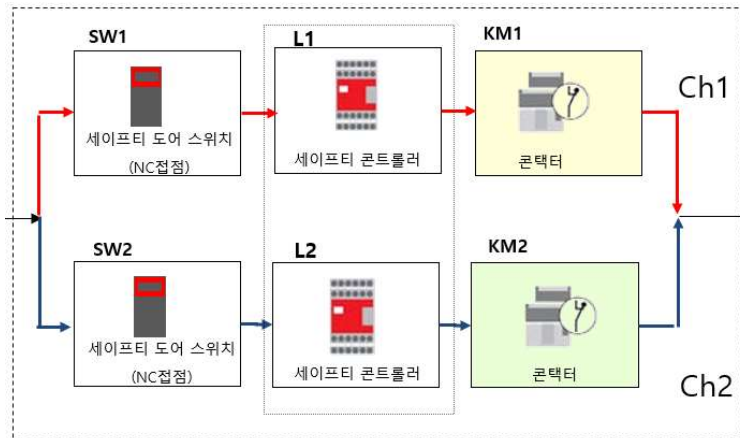 SW1
L1
KM1
Ch1
세이프티 도어 스위치
(NC접점)
세이프티 콘트롤러
콘택터
SW2
L2
KM2
세이프티 도어 스위치
(NC접점)
세이프티 콘트롤러
콘택터
Ch2